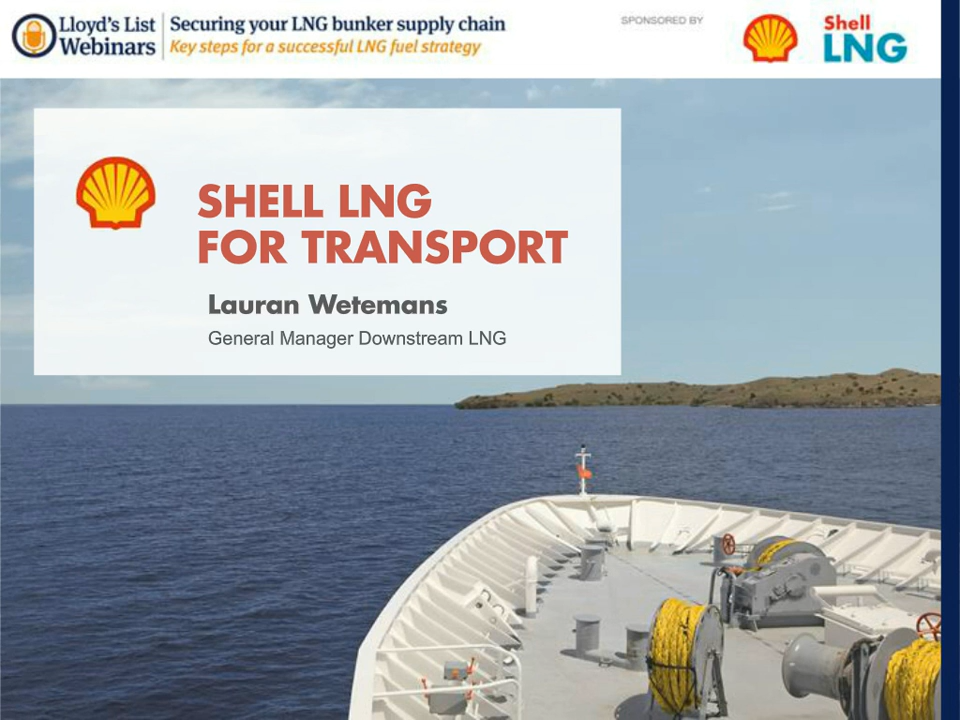 Lloyd's List
Webinars
Securing your LNG bunker supply chain
Key steps for a successful LNG fuel strategy
SPONSORED BY
Shell
LNG
SHELL LNG
FOR TRANSPORT
Lauran Wetemans
General Manager Downstream LNG